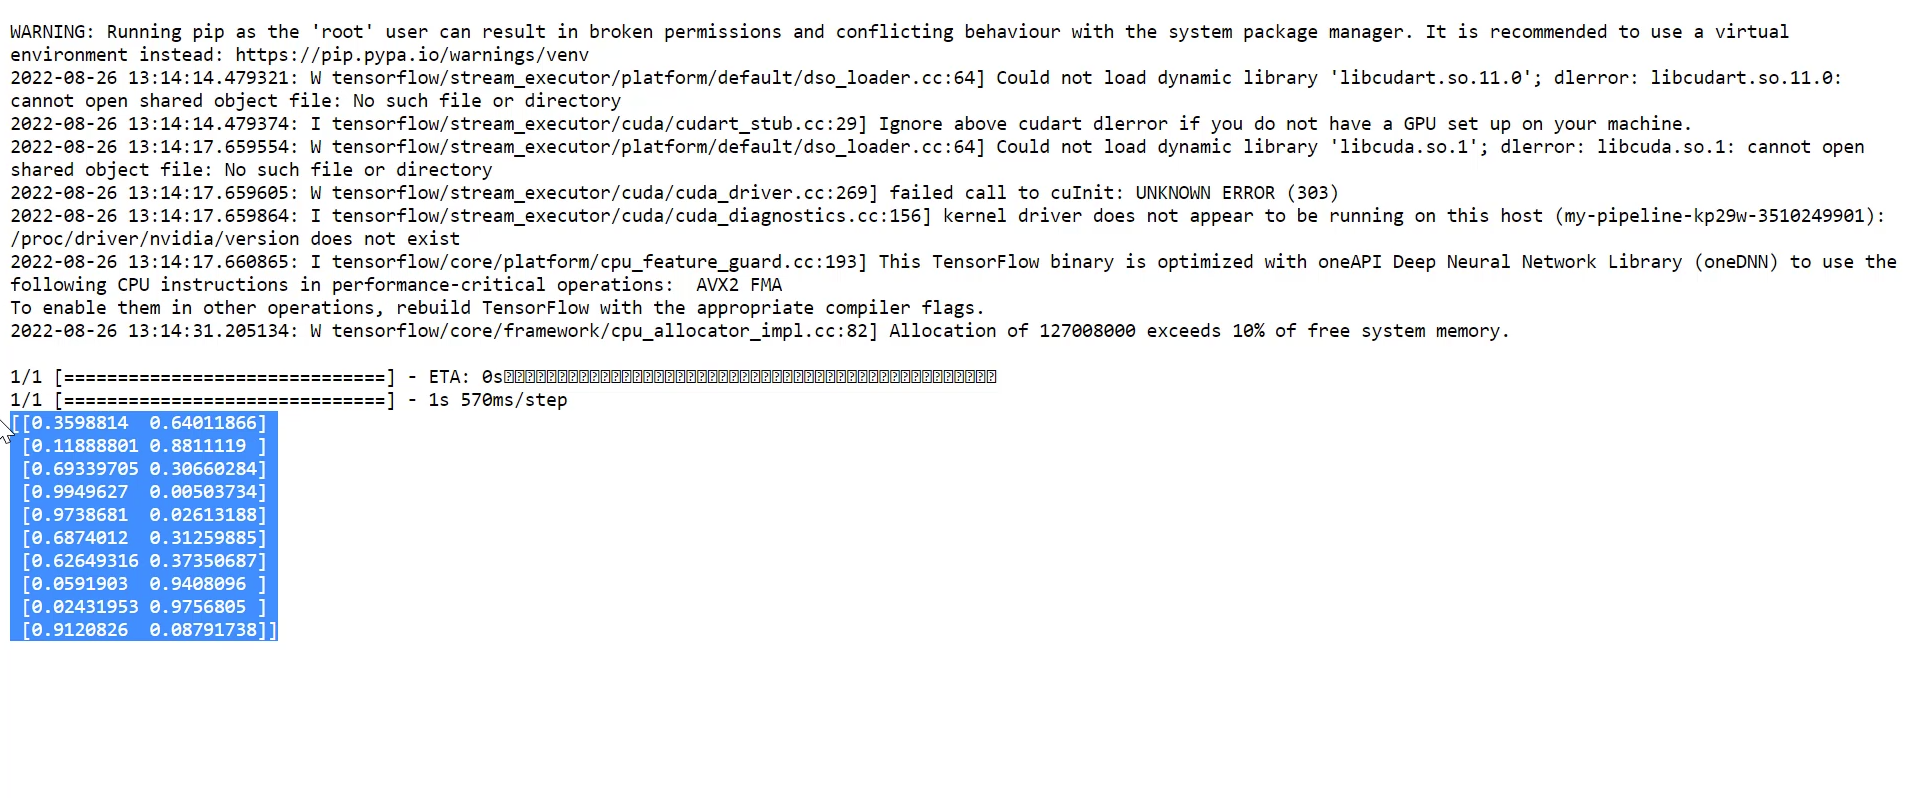 WARNING: Running pip as the 'root' user can result in broken permissions and conflicting behaviour with the system package manager. It is recommended to use a virtual
environment instead: https://pip.pypa.io/warnings/venv
2022-08-26 13:14:14.479321: W tensorflow/stream_executor/platform/default/dso_loader.cc:64] Could not load dynamic library 'libcudart.so.11.0'; dlerror: libcudart.so.11.0:
cannot open shared object file: No such file or directory
2022-08-26 13:14:14.479374: I tensorflow/stream_executor/cuda/cudart_stub.cc:29] Ignore above cudart dlerror if you do not have a GPU set up on your machine.
2022-08-26 13:14:17.659554: W tensorflow/stream_executor/platform/default/dso_loader.cc:64] Could not load dynamic library 'libcuda.so.1'; dlerror: libcuda.so.1: cannot open
shared object file: No such file or directory
2022-08-26 13:14:17.659605: W tensorflow/stream_executor/cuda/cuda_driver.cc:269] failed call to cuInit: UNKNOWN ERROR (303)
2022-08-26 13:14:17.659864: I tensorflow/stream_executor/cuda/cuda_diagnostics.cc:156] kernel driver does not appear to be running on this host (my-pipeline-kp29w-3510249901):
/proc/driver/nvidia/version does not exist
2022-08-26 13:14:17.660865: I tensorflow/core/platform/cpu_feature_guard.cc:193] This TensorFlow binary is optimized with oneAPI Deep Neural Network Library (oneDNN) to use the
following CPU instructions in performance-critical operations:  AVX2 FMA
To enable them in other operations, rebuild TensorFlow with the appropriate compiler flags.
2022-08-26 13:14:31.205134: W tensorflow/core/framework/cpu_allocator_impl.cc:82] Allocation of 127008000 exceeds 10% of free system memory.
1/1 [==============================] - ETA: 0s
1/1 [==============================] - 1s 570ms/step
[[0.3598814  0.64011866]
[0.11888801 0.8811119 ]
[0.69339705 0.30660284]
[0.9949627  0.00503734]
[0.9738681  0.02613188]
[0.6874012  0.31259885]
[0.62649316 0.37350687]
[0.0591903  0.9408096 ]
[0.02431953 0.9756805 ]
[0.9120826  0.08791738]]